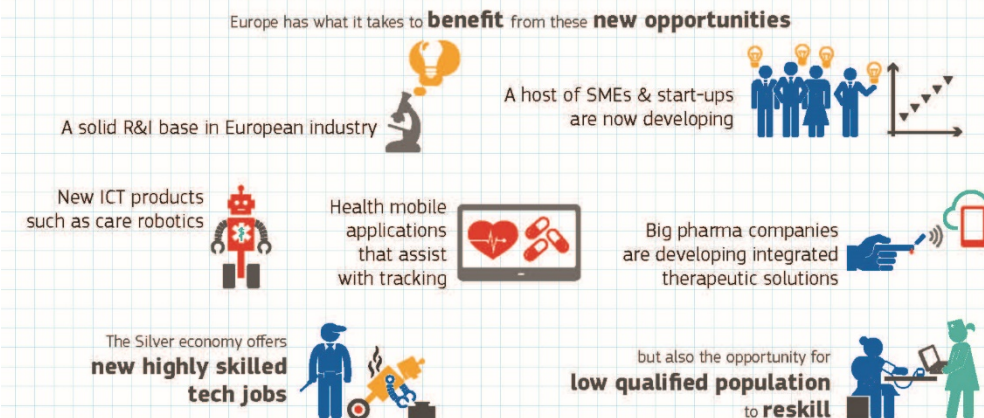 Europe has what it takes to benefit from these new opportunities
A solid R&I base in European industry
A host of SMEs & start-ups
are now developing
New ICT products
such as care robotics
Health mobile
applications
that assist
with tracking
Big pharma companies
are developing integrated
therapeutic solutions
The Silver economy offers
new highly skilled
tech jobs
but also the opportunity for
low qualified population
to reskill